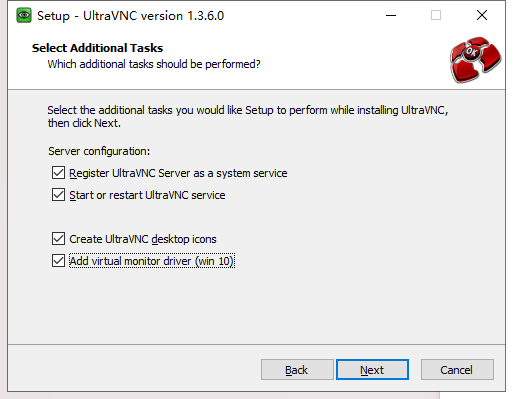 Setup - UltraVNC version 1.3.6.0
Select Additional Tasks
Which additional tasks should be performed?
OK
Select the additional tasks you would like Setup to perform while installing UltraVNC,
then click Next.
Server configuration:
Register UltraVNC Server as a system service
Start or restart UltraVNC service
Create UltraVNC desktop icons
Add virtual monitor driver (win 10)
Back
Next
Cancel